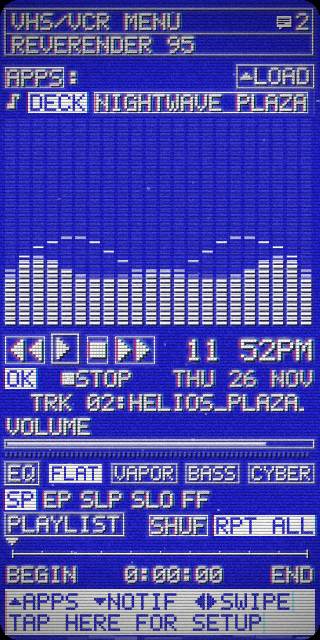 VHS/VCR MENU 2
REVERENDER 95
APPS: LOAD
DECK NIGHTWAVE PLAZA
11 52PM
OK STOP THU 26 NOV
TRK 02:HELIOS_PLAZA.
VOLUME
EQ FLAT VAPOR BASS CYBER
SP EP SLP SLO FF
PLAYLIST SHUF RPT ALL
BEGIN 0:00:00 END
APPS NOTIF SWIPE
TAP HERE FOR SETUP